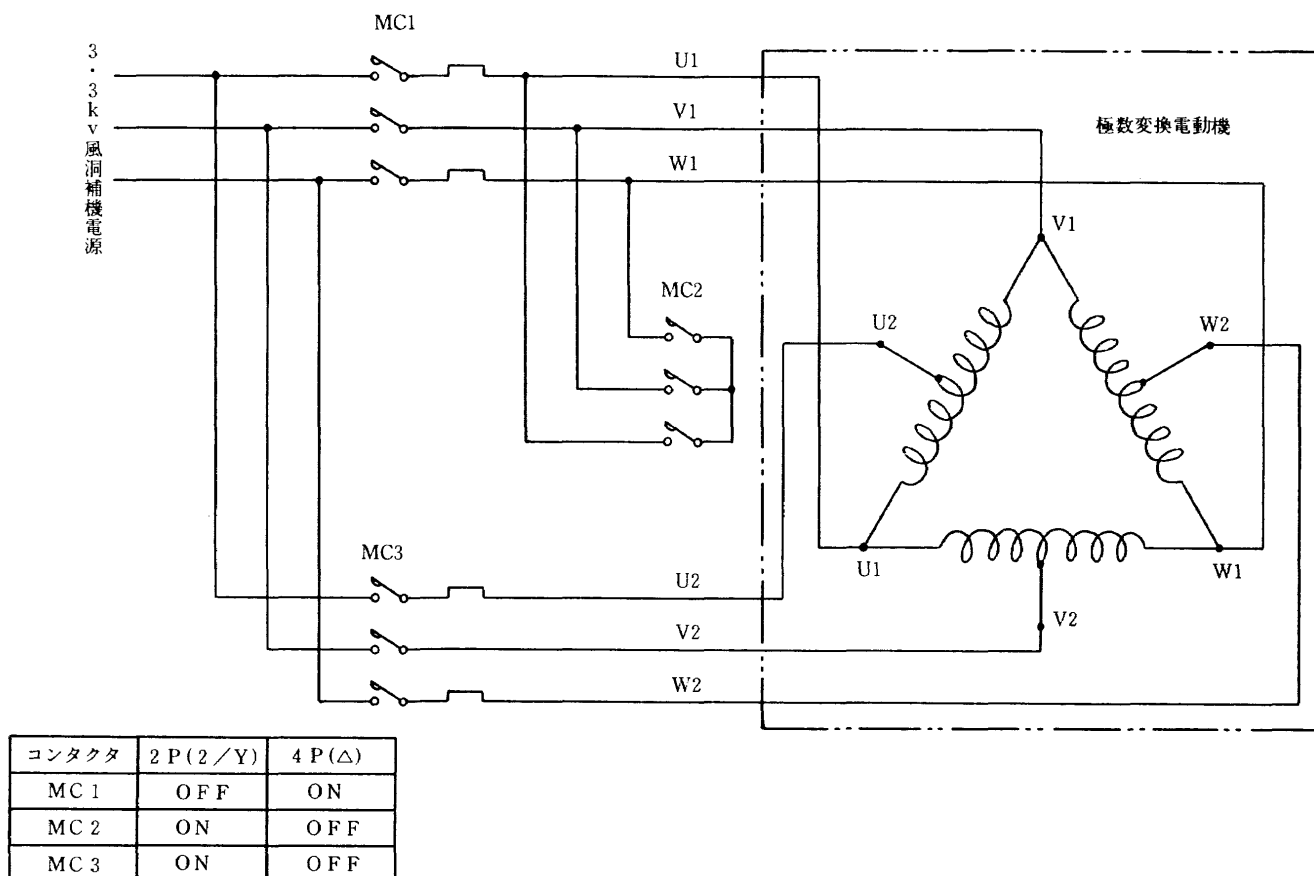 MC1
3・3kv風洞補機電源
U1
V1
W1
極数変換電動機
V1
MC2
U2
W2
MC3
U1
W1
U2
V2
V2
W2
コンタクタ 2P(2/Y) 4P(△)
MC1 OFF ON
MC2 ON OFF
MC3 ON OFF